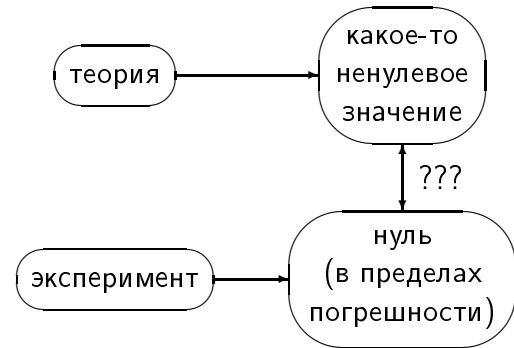 теория
какое-то
ненулевое
значение
???
эксперимент
нуль
(в пределах
погрешности)